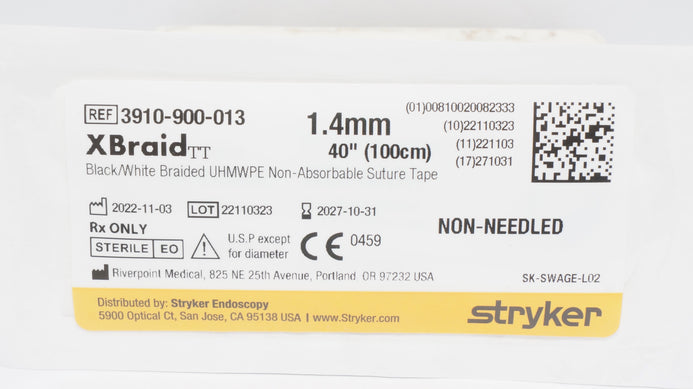 REF 3910-900-013
XBraid TT
1.4mm
40" (100cm)
(01)00810020082333
(10)22110323
(11)221103
(17)271031
Black/White Braided UHMWPE Non-Absorbable Suture Tape
2022-11-03 LOT 22110323 2027-10-31
Rx ONLY
STERILE EO
U.S.P except
for diameter
CE 0459
NON-NEEDLED
Riverpoint Medical, 825 NE 25th Avenue, Portland, OR 97232 USA
SK-SWAGE-L02
Distributed by: Stryker Endoscopy
5900 Optical Ct, San Jose, CA 95138 USA | www.Stryker.com
stryker